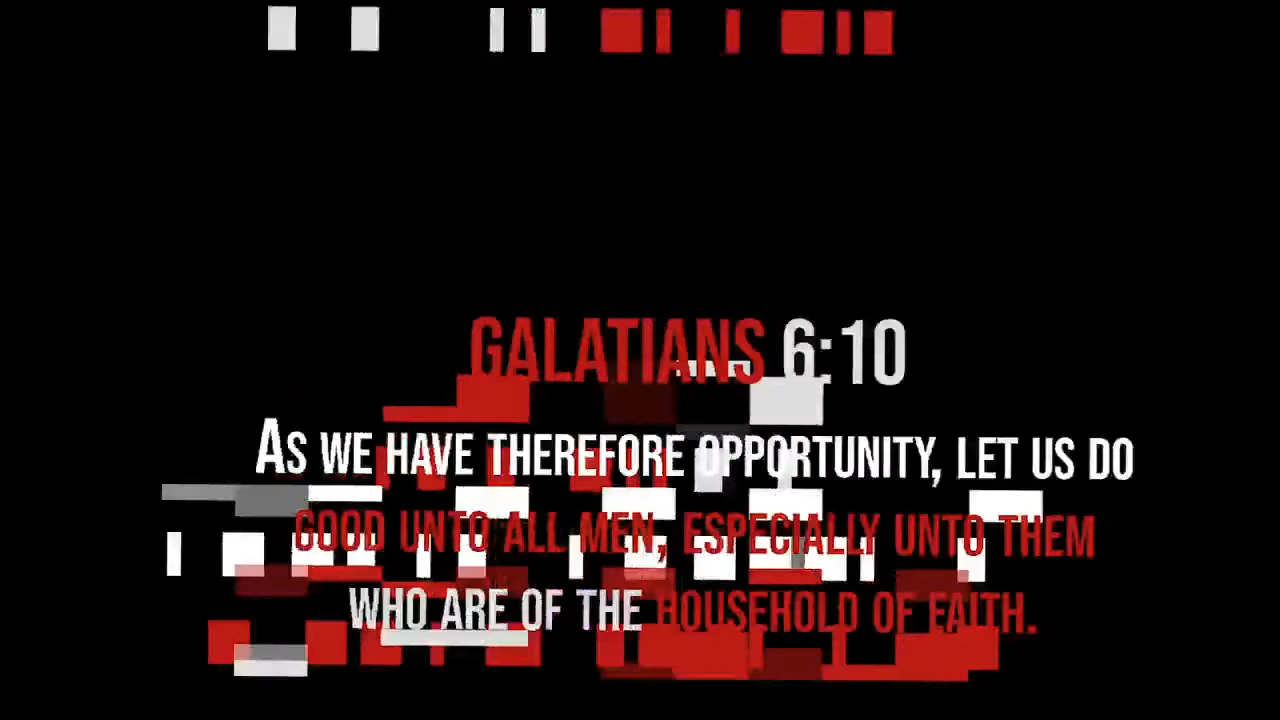 GALATIANS 6:10
AS WE HAVE THEREFORE OPPORTUNITY, LET US DO
GOOD UNTO ALL MEN, ESPECIALLY UNTO THEM
WHO ARE OF THE HOUSEHOLD OF FAITH.